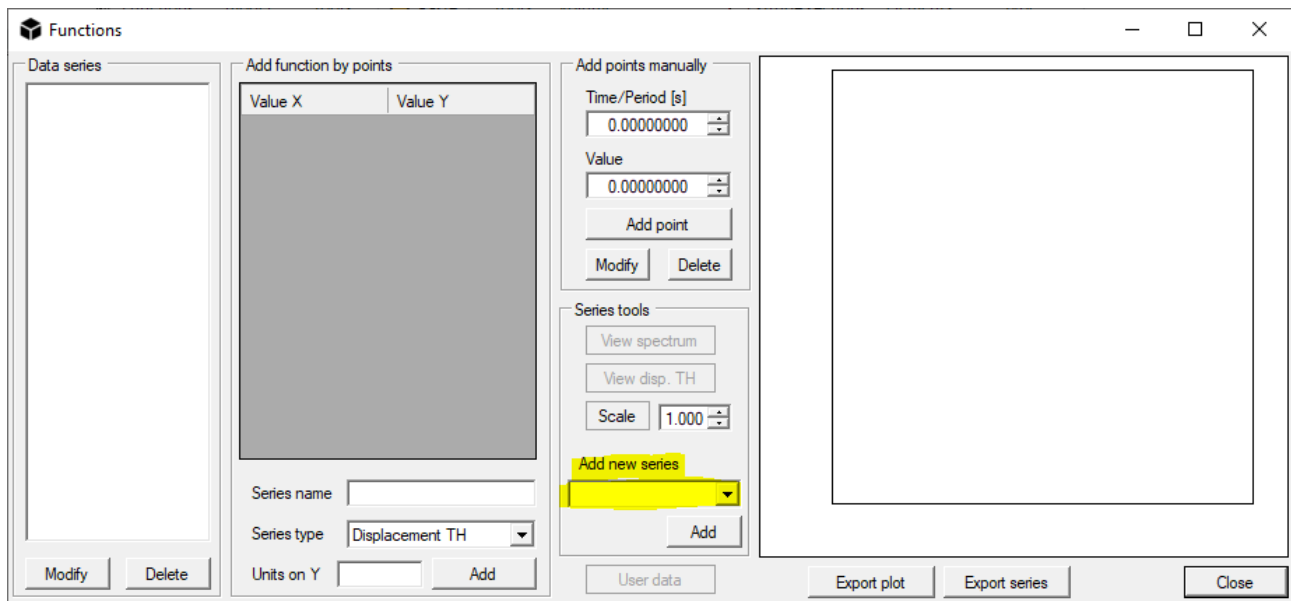 Functions
Data series
Modify
Delete
Add function by points
Value X
Value Y
Series name
Series type
Displacement TH
Units on Y
Add
Add points manually
Time/Period [s]
0.00000000
Value
0.00000000
Add point
Modify
Delete
Series tools
View spectrum
View disp. TH
Scale
1.000
Add new series
Add
User data
Export plot
Export series
Close